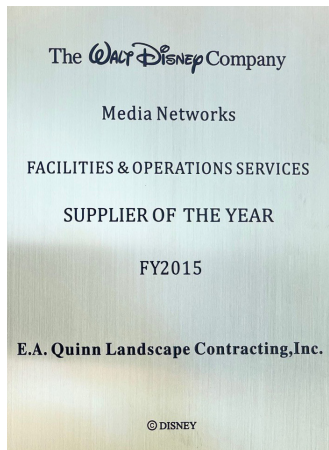 The WALT DISNEY Company
Media Networks
FACILITIES & OPERATIONS SERVICES
SUPPLIER OF THE YEAR
FY2015
E.A. Quinn Landscape Contracting,Inc.
© DISNEY